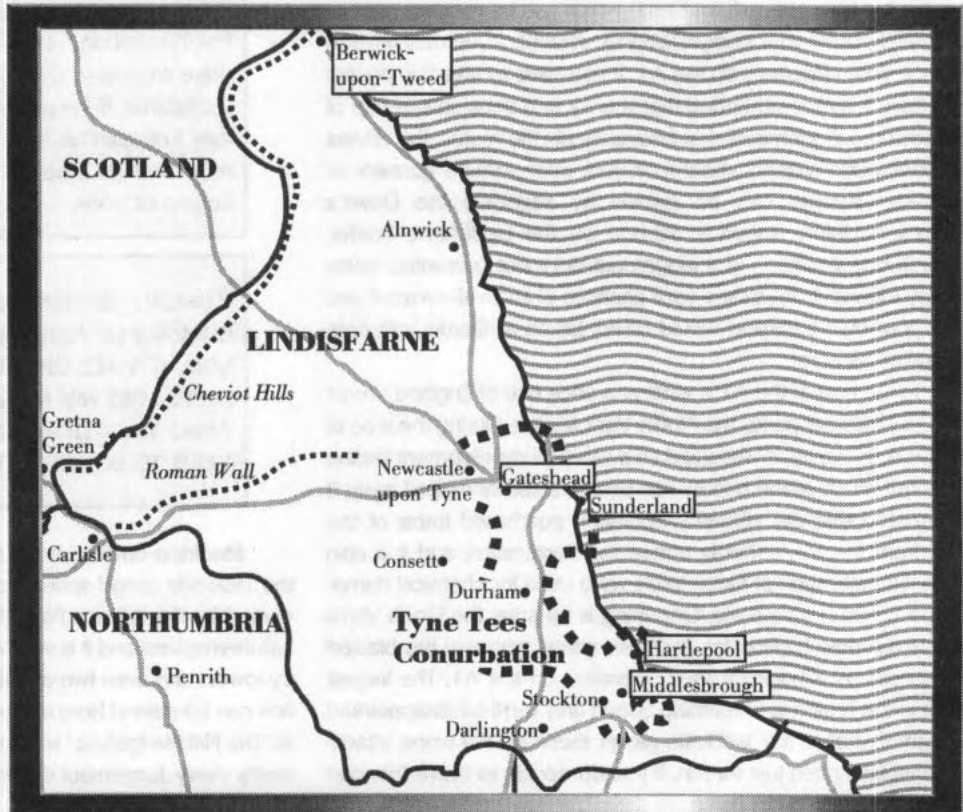 Berwick-
upon-Tweed
SCOTLAND
Alnwick
LINDISFARNE
Cheviot Hills
Gretna
Green
Roman Wall
Newcastle
upon Tyne
Gateshead
Sunderland
Carlisle
Consett
Durham
NORTHUMBRIA
Tyne Tees
Conurbation
Hartlepool
Penrith
Middlesbrough
Stockton
Darlington